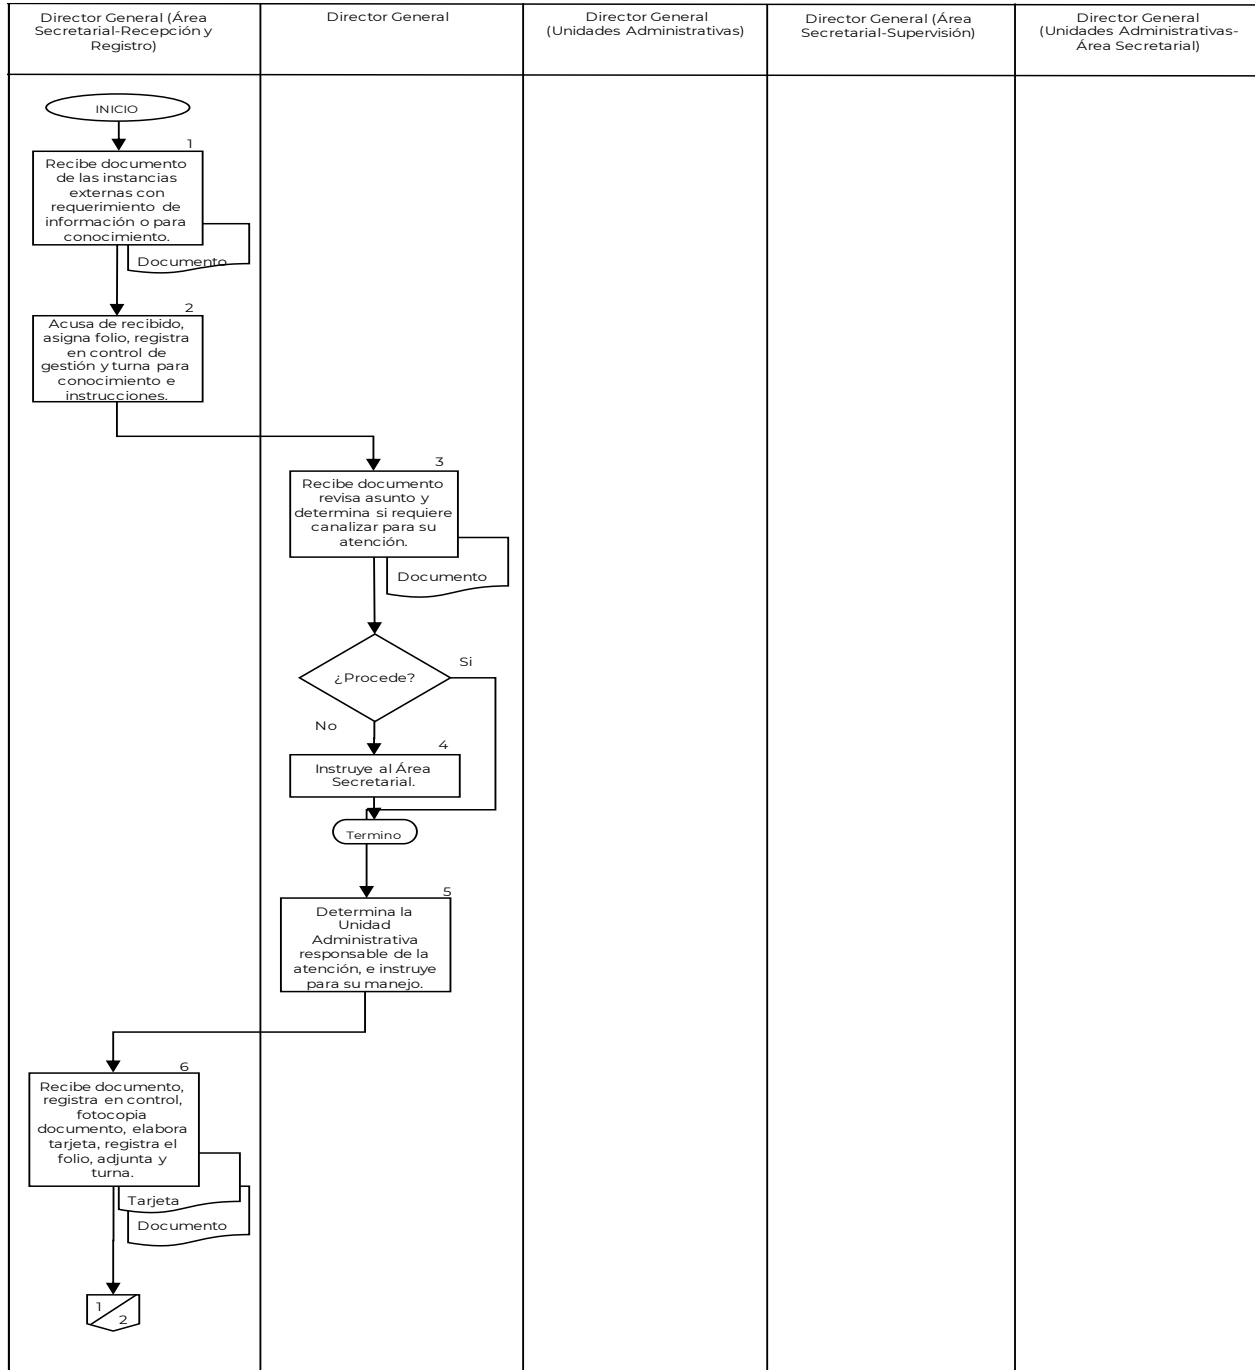 Director General (Área
Secretarial-Recepción y
Registro)
Director General
Director General
(Unidades Administrativas)
Director General (Área
Secretarial-Supervisión)
Director General
(Unidades Administrativas-
Área Secretarial)
INICIO
1
Recibe documento
de las instancias
externas con
requerimiento de
información o para
conocimiento.
Documento
2
Acusa de recibido,
asigna folio, registra
en control de
gestión y turna para
conocimiento e
instrucciones.
3
Recibe documento
revisa asunto y
determina si requiere
canalizar para su
atención.
Documento
¿Procede?
Si
No
4
Instruye al Área
Secretarial.
Termino
5
Determina la
Unidad
Administrativa
responsable de la
atención, e instruye
para su manejo.
6
Recibe documento,
registra en control,
fotocopia
documento, elabora
tarjeta, registra el
folio, adjunta y
turna.
Tarjeta
Documento
1
2